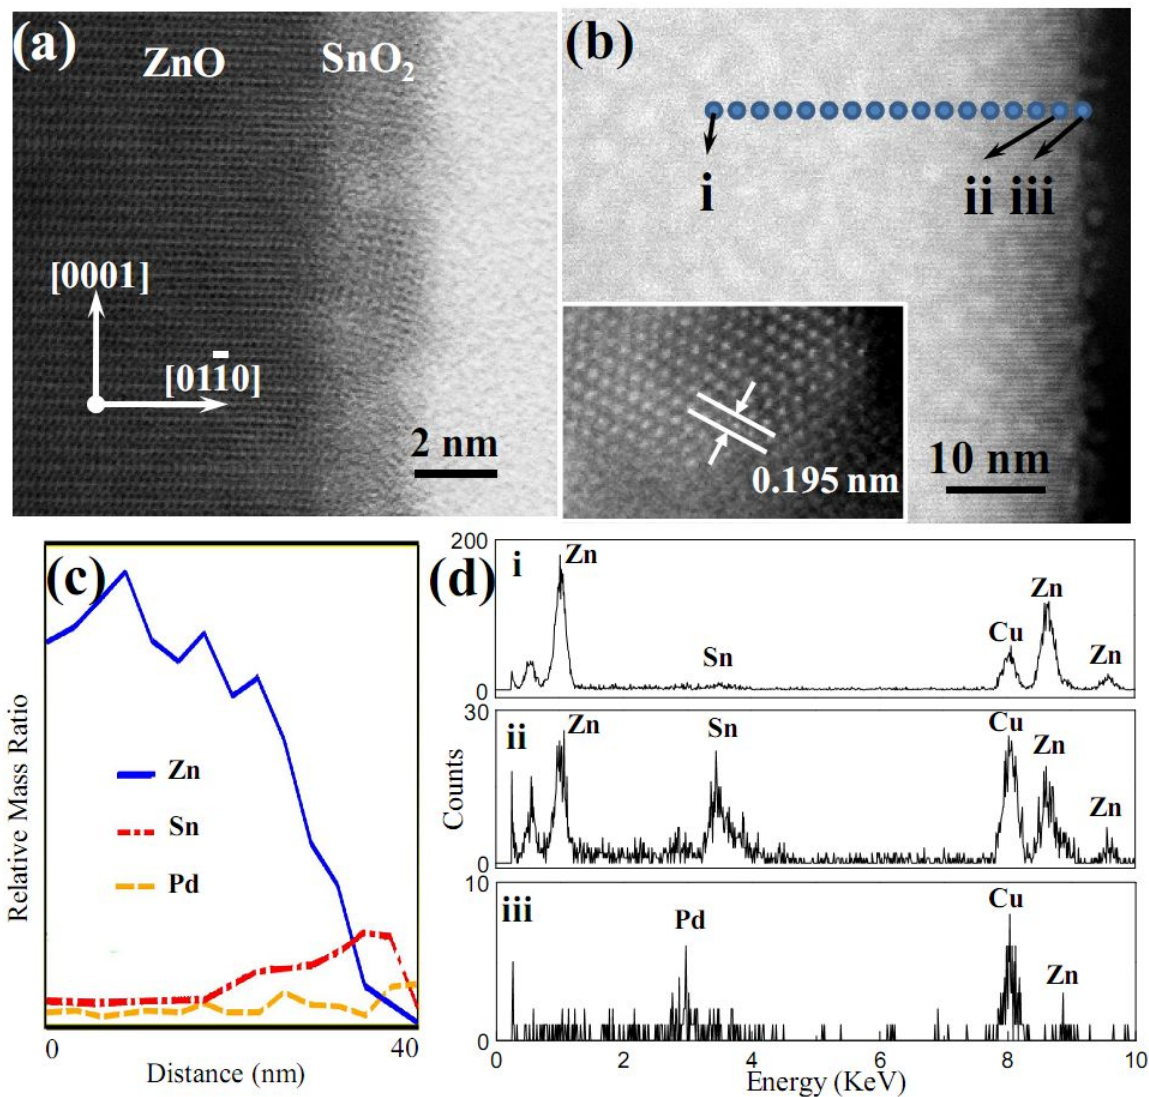 (a)
ZnO
SnO₂
[0001]
[01̅10]
2 nm
(b)
i
ii
iii
0.195 nm
10 nm
(c)
Relative Mass Ratio
Zn
Sn
Pd
0
40
Distance (nm)
(d)
200
i
Zn
Sn
Cu
Zn
Zn
0
30
ii
Zn
Sn
Cu
Zn
Zn
Counts
0
10
iii
Pd
Cu
Zn
0
0
2
4
6
8
10
Energy (KeV)